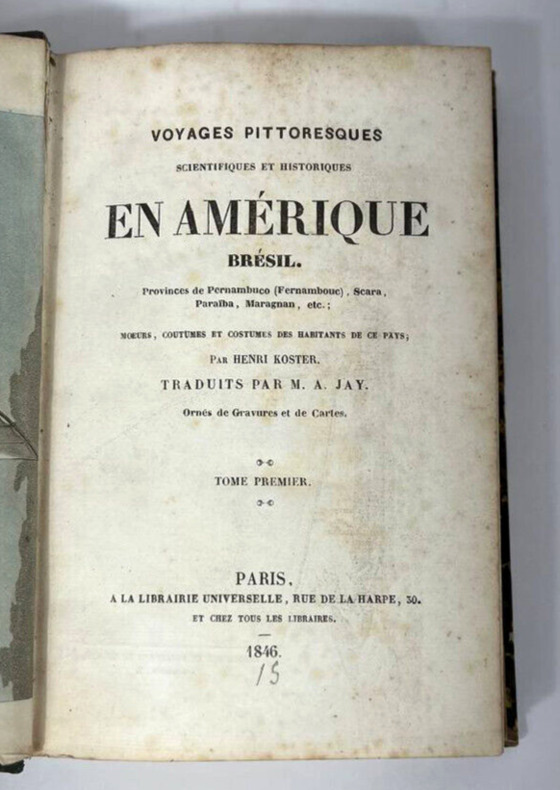 VOYAGES PITTORESQUES
SCIENTIFIQUES ET HISTORIQUES
EN AMÉRIQUE
BRÉSIL.
Provinces de Pernambuco (Fernambouc), Seara,
Paraïba, Maragnan, etc.;
MOEURS, COUTUMES ET COSTUMES DES HABITANTS DE CE PAYS;
PAR HENRI KOSTER.
TRADUITS PAR M. A. JAY.
Ornés de Gravures et de Cartes.
TOME PREMIER.
PARIS,
A LA LIBRAIRIE UNIVERSELLE, RUE DE LA HARPE, 30.
ET CHEZ TOUS LES LIBRAIRES.
1846.
15